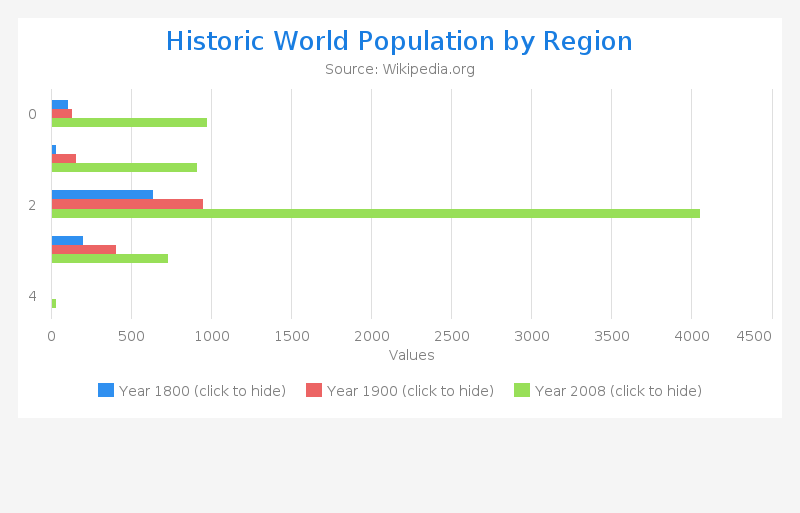 Historic World Population by Region
Source: Wikipedia.org
0
2
4
0 500 1000 1500 2000 2500 3000 3500 4000 4500
Values
Year 1800 (click to hide) Year 1900 (click to hide) Year 2008 (click to hide)